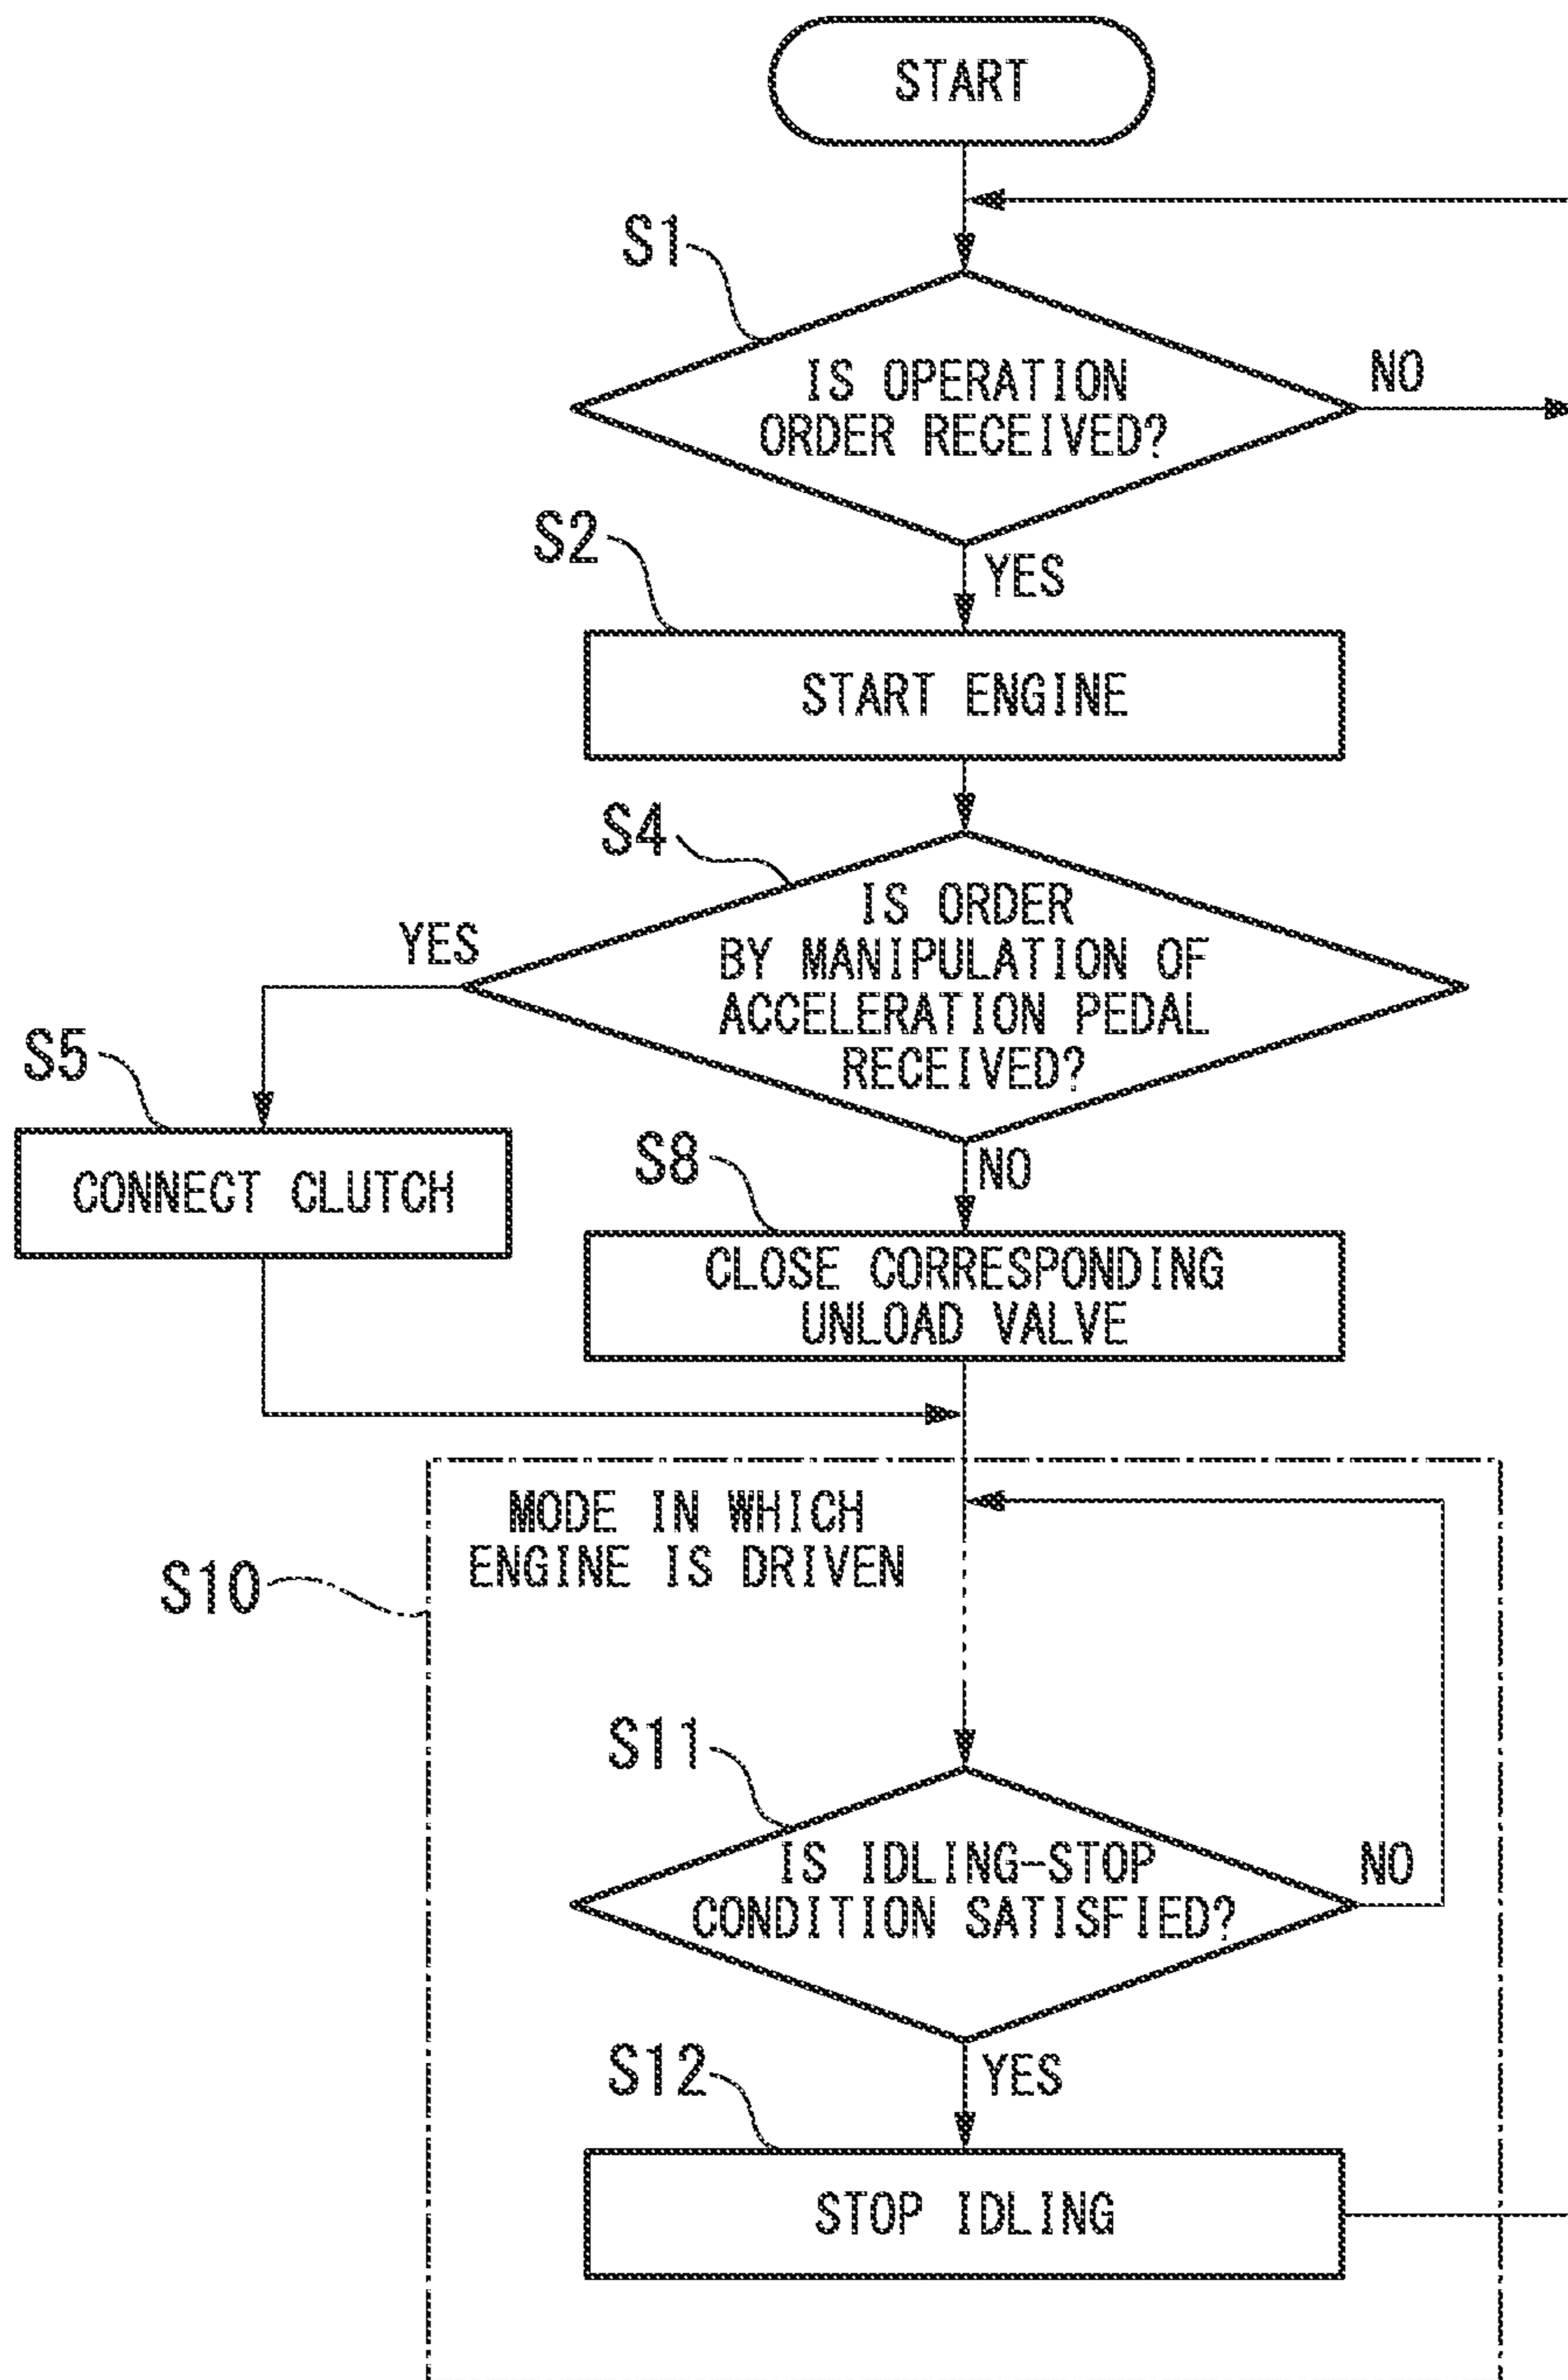 START
S1
IS OPERATION
ORDER RECEIVED?
NO
YES
S2
START ENGINE
S4
IS ORDER
BY MANIPULATION OF
ACCELERATION PEDAL
RECEIVED?
YES
S5
CONNECT CLUTCH
NO
S8
CLOSE CORRESPONDING
UNLOAD VALVE
MODE IN WHICH
ENGINE IS DRIVEN
S10
S11
IS IDLING-STOP
CONDITION SATISFIED?
NO
YES
S12
STOP IDLING